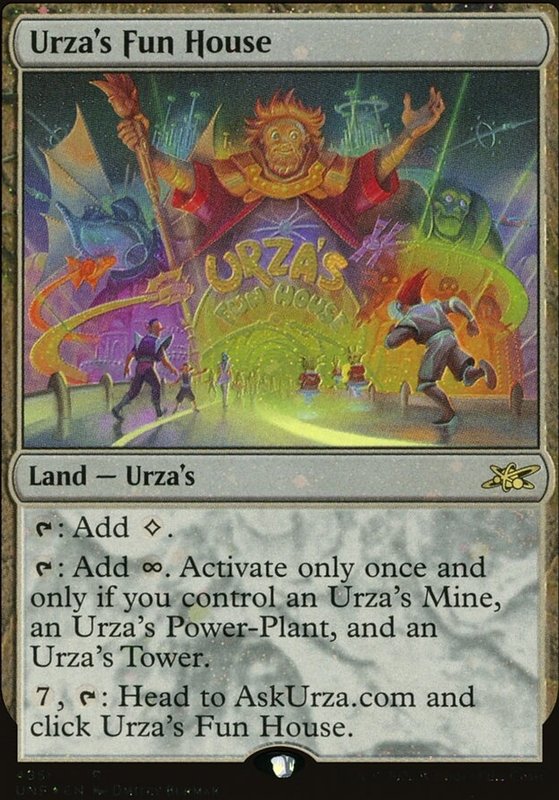 Urza's Fun House
URZA'S
FUN HOUSE
Land — Urza's
: Add .
: Add ∞. Activate only once and
only if you control an Urza's Mine,
an Urza's Power-Plant, and an
Urza's Tower.
7, : Head to AskUrza.com and
click Urza's Fun House.